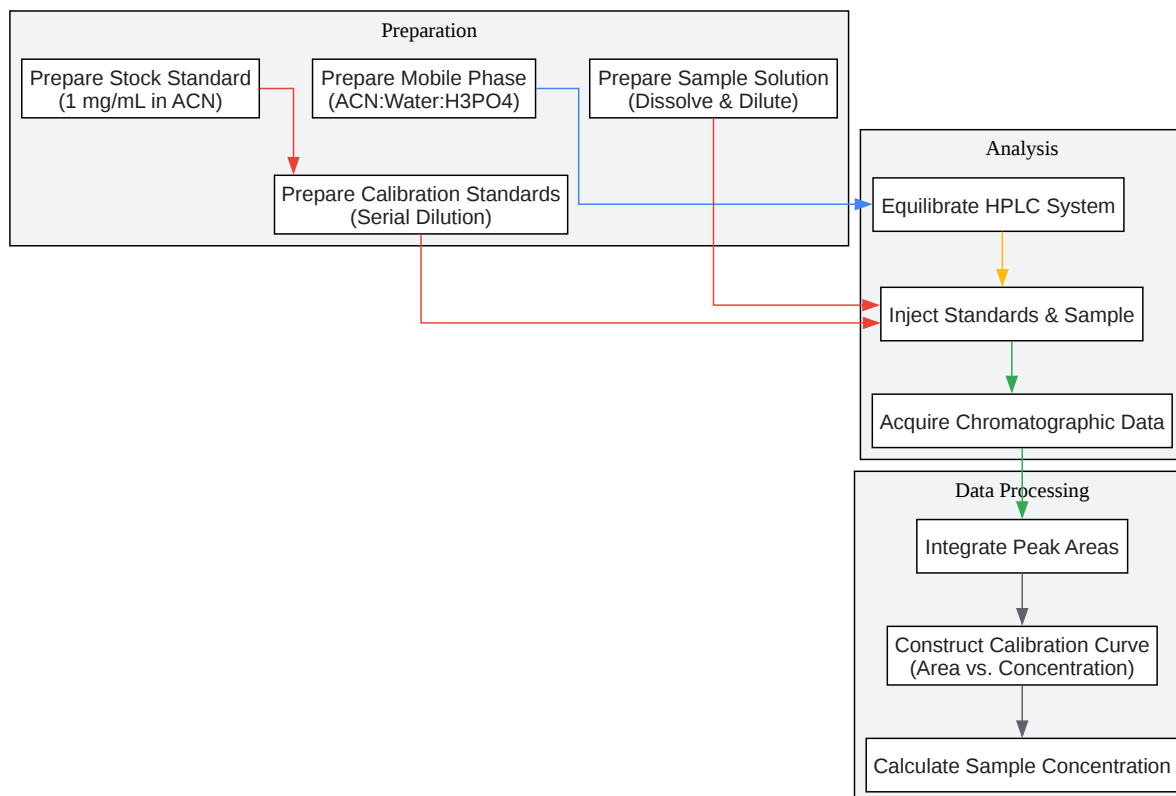 Preparation
Prepare Stock Standard
(1 mg/mL in ACN)
Prepare Mobile Phase
(ACN:Water:H3PO4)
Prepare Sample Solution
(Dissolve & Dilute)
Prepare Calibration Standards
(Serial Dilution)
Analysis
Equilibrate HPLC System
Inject Standards & Sample
Acquire Chromatographic Data
Data Processing
Integrate Peak Areas
Construct Calibration Curve
(Area vs. Concentration)
Calculate Sample Concentration